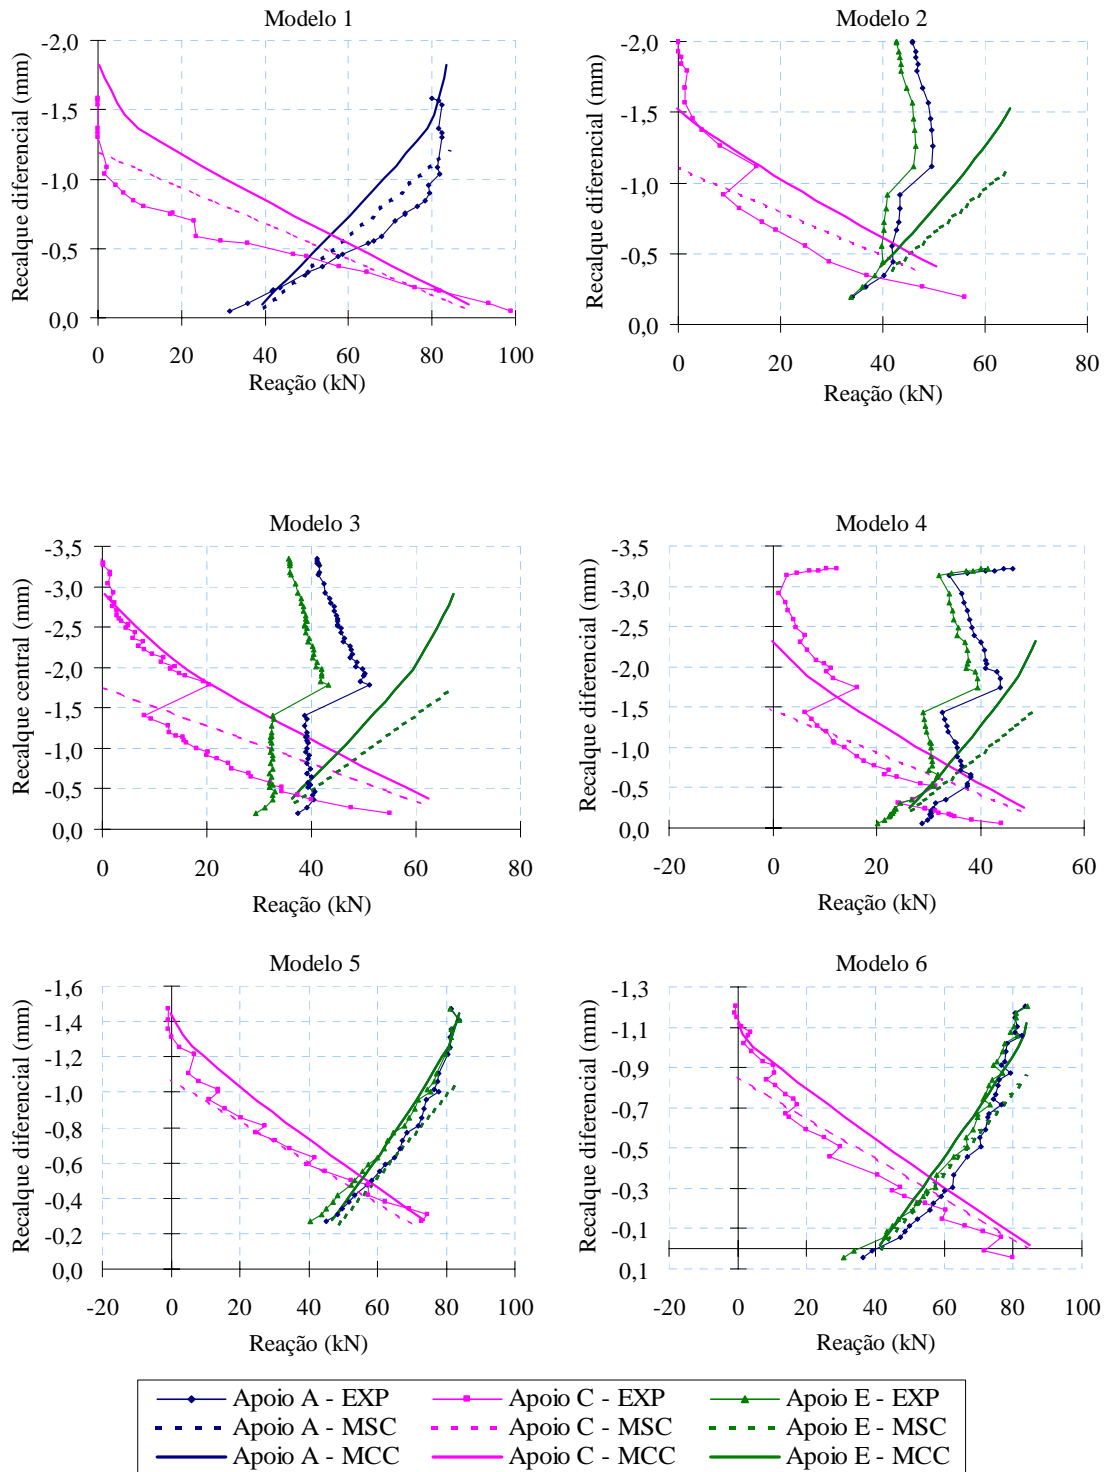 Modelo 1
Recalque diferencial (mm)
-2,0
-1,5
-1,0
-0,5
0,0
0 20 40 60 80 100
Reação (kN)
Modelo 2
Recalque diferencial (mm)
-2,0
-1,5
-1,0
-0,5
0,0
0 20 40 60 80
Reação (kN)
Modelo 3
Recalque central (mm)
-3,5
-3,0
-2,5
-2,0
-1,5
-1,0
-0,5
0,0
0 20 40 60 80
Reação (kN)
Modelo 4
Recalque diferencial (mm)
-3,5
-3,0
-2,5
-2,0
-1,5
-1,0
-0,5
0,0
-20 0 20 40 60
Reação (kN)
Modelo 5
Recalque diferencial (mm)
-1,6
-1,4
-1,2
-1,0
-0,8
-0,6
-0,4
-0,2
0,0
-20 0 20 40 60 80 100
Reação (kN)
Modelo 6
Recalque diferencial (mm)
-1,3
-1,1
-0,9
-0,7
-0,5
-0,3
-0,1
0,1
-20 0 20 40 60 80 100
Reação (kN)
Apoio A - EXP Apoio C - EXP Apoio E - EXP
Apoio A - MSC Apoio C - MSC Apoio E - MSC
Apoio A - MCC Apoio C - MCC Apoio E - MCC